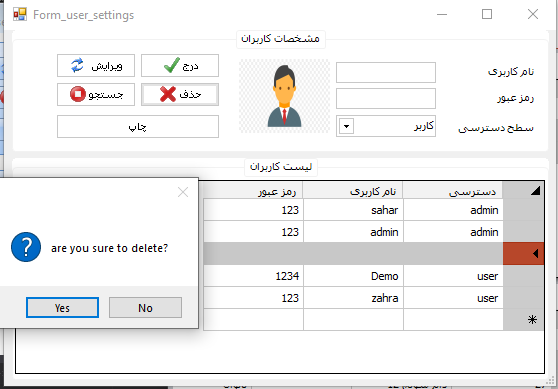 Form_user_settings
مشخصات کاربران
نام کاربری
رمز عبور
سطح دسترسی
کاربر
درج
ویرایش
حذف
جستجو
چاپ
لیست کاربران
دسترسی نام کاربری رمز عبور
admin sahar 123
admin admin 123
user Demo 1234
user zahra 123
are you sure to delete?
Yes No